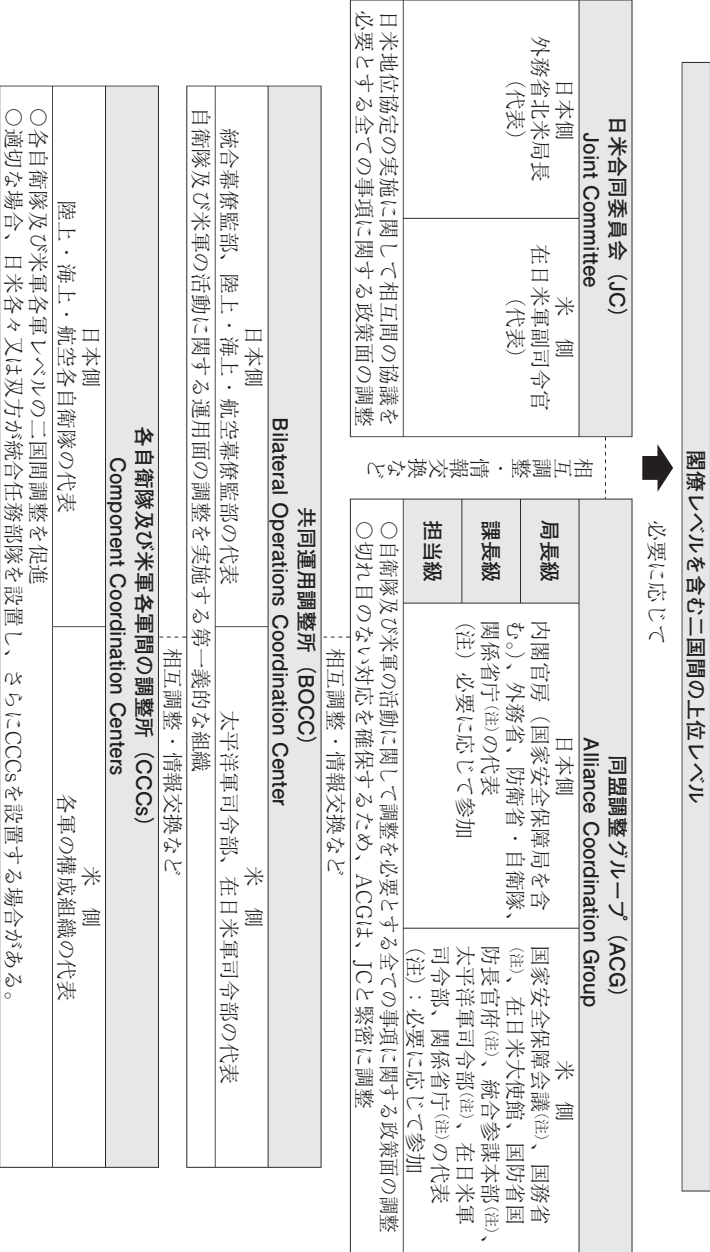 閣僚レベルを含む二国間の上位レベル
必要に応じて
日米合同委員会（JC）
Joint Committee
日本側
外務省北米局長
（代表）
米　側
在日米軍副司令官
（代表）
日米地位協定の実施に関して相互間の協議を
必要とする全ての事項に関する政策面の調整
相互調整・情報交換など
同盟調整グループ（ACG）
Alliance Coordination Group
局長級
課長級
担当級
日本側
内閣官房（国家安全保障局を含
む。）、外務省、防衛省・自衛隊、
関係省庁(注)の代表
（注）必要に応じて参加
米　側
国家安全保障会議(注)、国務省
(注)、在日米大使館、国防省国
防長官府(注)、統合参謀本部(注)、
太平洋軍司令部(注)、在日米軍
司令部、関係省庁(注)の代表
（注）：必要に応じて参加
○自衛隊及び米軍の活動に関して調整を必要とする全ての事項に関する政策面の調整
○切れ目のない対応を確保するため、ACGは、JCと緊密に調整
相互調整・情報交換など
共同運用調整所（BOCC）
Bilateral Operations Coordination Center
日本側
統合幕僚監部、陸上・海上・航空幕僚監部の代表
米　側
太平洋軍司令部、在日米軍司令部の代表
自衛隊及び米軍の活動に関する運用面の調整を実施する第一義的な組織
相互調整・情報交換など
各自衛隊及び米軍各軍間の調整所（CCCs）
Component Coordination Centers
日本側
陸上・海上・航空各自衛隊の代表
米　側
各軍の構成組織の代表
○各自衛隊及び米軍各軍レベルの二国間調整を促進
○適切な場合、日米各々又は双方が統合任務部隊を設置し、さらにCCCsを設置する場合がある。